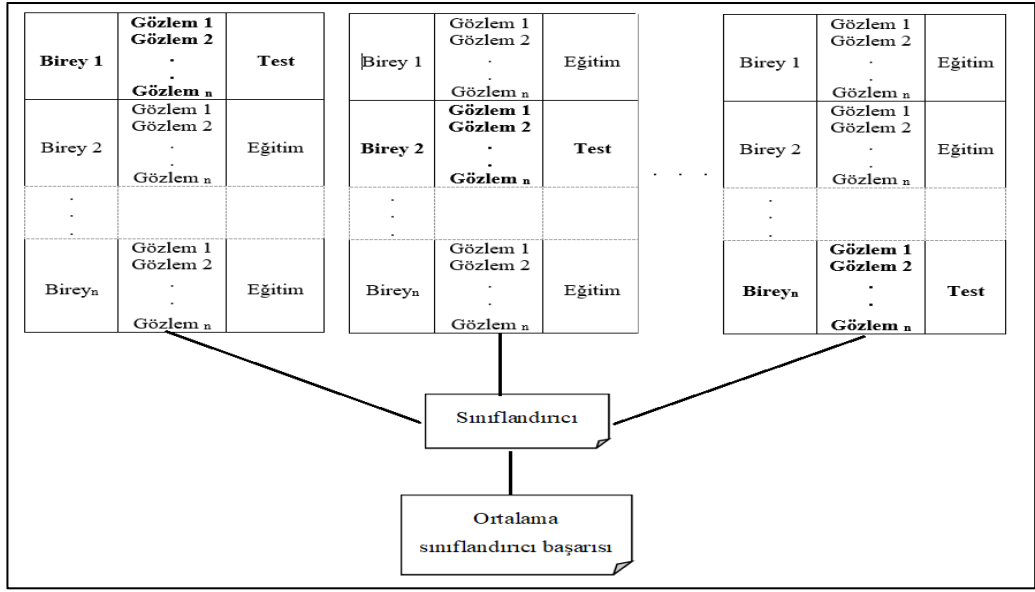 Birey 1
Gözlem 1
Gözlem 2
.
.
Gözlem n
Test
Birey 2
Gözlem 1
Gözlem 2
.
.
Gözlem n
Eğitim
.
.
.
Bireyn
Gözlem 1
Gözlem 2
.
.
Gözlem n
Eğitim
Birey 1
Gözlem 1
Gözlem 2
.
.
Gözlem n
Eğitim
Birey 2
Gözlem 1
Gözlem 2
.
.
Gözlem n
Test
.
.
.
Bireyn
Gözlem 1
Gözlem 2
.
.
Gözlem n
Eğitim
. . .
Birey 1
Gözlem 1
Gözlem 2
.
.
Gözlem n
Eğitim
Birey 2
Gözlem 1
Gözlem 2
.
.
Gözlem n
Eğitim
.
.
.
Bireyn
Gözlem 1
Gözlem 2
.
.
Gözlem n
Test
Sınıflandırıcı
Ortalama
sınıflandırıcı başarısı